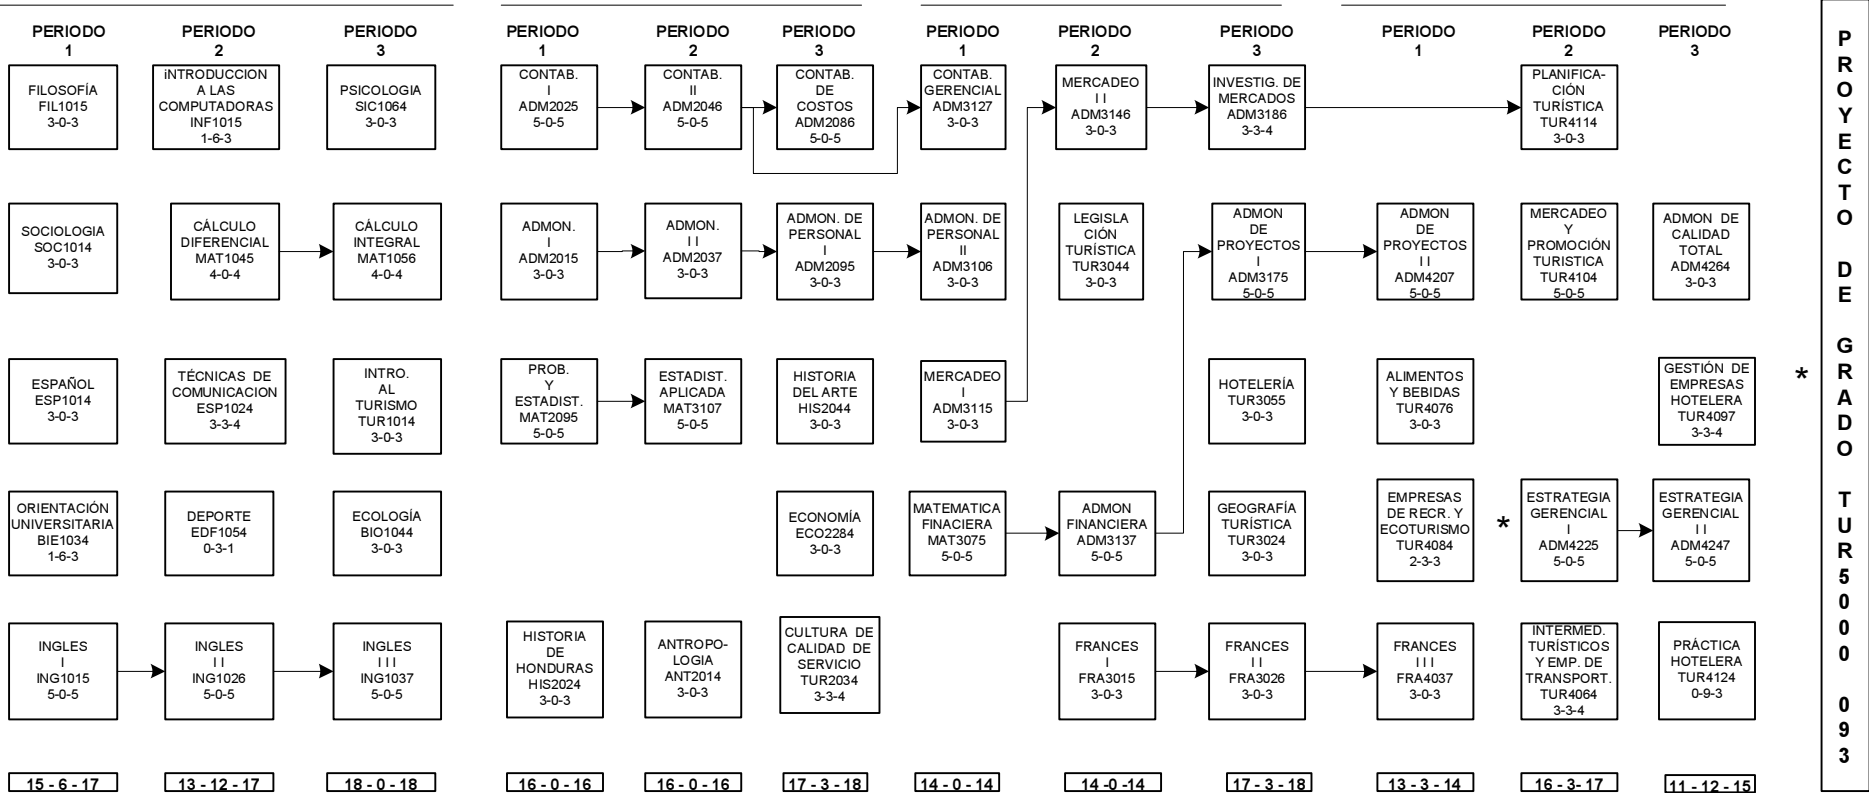 PERIODO
1
PERIODO
2
PERIODO
3
PERIODO
1
PERIODO
2
PERIODO
3
PERIODO
1
PERIODO
2
PERIODO
3
PERIODO
1
PERIODO
2
PERIODO
3
FILOSOFÍA
FIL1015
3-0-3
iNTRODUCCION
A LAS
COMPUTADORAS
INF1015
1-6-3
PSICOLOGIA
SIC1064
3-0-3
CONTAB.
I
ADM2025
5-0-5
CONTAB.
II
ADM2046
5-0-5
CONTAB.
DE
COSTOS
ADM2086
5-0-5
CONTAB.
GERENCIAL
ADM3127
3-0-3
MERCADEO
I I
ADM3146
3-0-3
INVESTIG. DE
MERCADOS
ADM3186
3-3-4
PLANIFICA-
CIÓN
TURÍSTICA
TUR4114
3-0-3
SOCIOLOGIA
SOC1014
3-0-3
CÁLCULO
DIFERENCIAL
MAT1045
4-0-4
CÁLCULO
INTEGRAL
MAT1056
4-0-4
ADMON.
I
ADM2015
3-0-3
ADMON.
I I
ADM2037
3-0-3
ADMON. DE
PERSONAL
I
ADM2095
3-0-3
ADMON. DE
PERSONAL
II
ADM3106
3-0-3
LEGISLA
CIÓN
TURÍSTICA
TUR3044
3-0-3
ADMON
DE
PROYECTOS
I
ADM3175
5-0-5
ADMON
DE
PROYECTOS
I I
ADM4207
5-0-5
MERCADEO
Y
PROMOCIÓN
TURISTICA
TUR4104
5-0-5
ADMON DE
CALIDAD
TOTAL
ADM4264
3-0-3
ESPAÑOL
ESP1014
3-0-3
TÉCNICAS DE
COMUNICACION
ESP1024
3-3-4
INTRO.
AL
TURISMO
TUR1014
3-0-3
PROB.
Y
ESTADIST.
MAT2095
5-0-5
ESTADIST.
APLICADA
MAT3107
5-0-5
HISTORIA
DEL ARTE
HIS2044
3-0-3
MERCADEO
I
ADM3115
3-0-3
HOTELERÍA
TUR3055
3-0-3
ALIMENTOS
Y BEBIDAS
TUR4076
3-0-3
GESTIÓN DE
EMPRESAS
HOTELERA
TUR4097
3-3-4
*
ORIENTACIÓN
UNIVERSITARIA
BIE1034
1-6-3
DEPORTE
EDF1054
0-3-1
ECOLOGÍA
BIO1044
3-0-3
ECONOMÍA
ECO2284
3-0-3
MATEMATICA
FINACIERA
MAT3075
5-0-5
ADMON
FINANCIERA
ADM3137
5-0-5
GEOGRAFÍA
TURÍSTICA
TUR3024
3-0-3
EMPRESAS
DE RECR. Y
ECOTURISMO
TUR4084
2-3-3
*
ESTRATEGIA
GERENCIAL
I
ADM4225
5-0-5
ESTRATEGIA
GERENCIAL
I I
ADM4247
5-0-5
INGLES
I
ING1015
5-0-5
INGLES
I I
ING1026
5-0-5
INGLES
I I I
ING1037
5-0-5
HISTORIA
DE
HONDURAS
HIS2024
3-0-3
ANTROPO-
LOGIA
ANT2014
3-0-3
CULTURA DE
CALIDAD DE
SERVICIO
TUR2034
3-3-4
FRANCES
I
FRA3015
3-0-3
FRANCES
I I
FRA3026
3-0-3
FRANCES
I I I
FRA4037
3-0-3
INTERMED.
TURÍSTICOS
Y EMP. DE
TRANSPORT.
TUR4064
3-3-4
PRÁCTICA
HOTELERA
TUR4124
0-9-3
15 - 6 - 17
13 - 12 - 17
18 - 0 - 18
16 - 0 - 16
16 - 0 - 16
17 - 3 - 18
14 - 0 - 14
14 -0 -14
17 - 3 - 18
13 - 3 - 14
16 - 3- 17
11 - 12 - 15
PROYECTO DE GRADO TUR5000 093